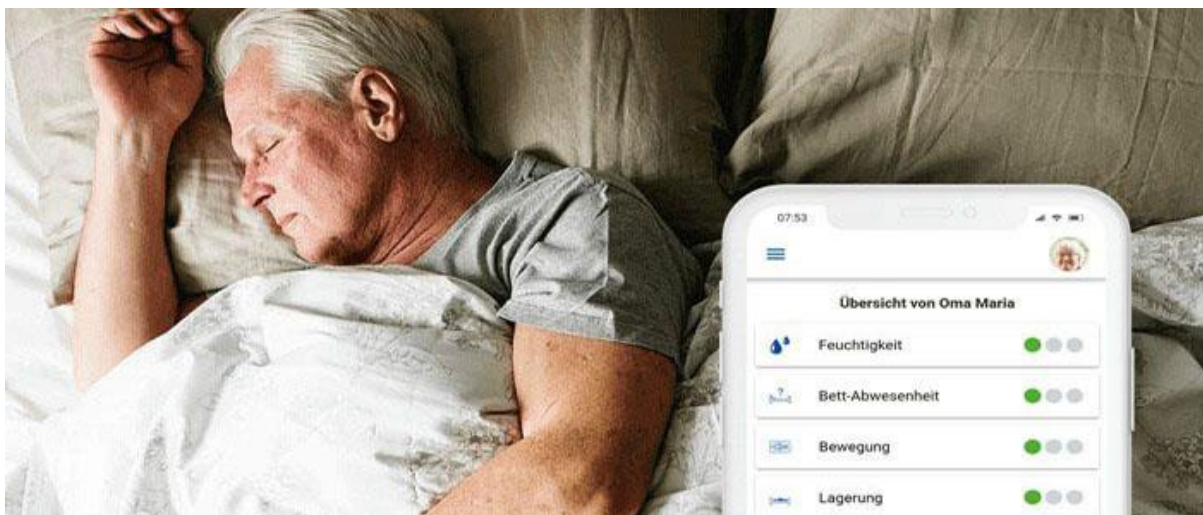 07:53
Übersicht von Oma Maria
Feuchtigkeit
Bett-Abwesenheit
Bewegung
Lagerung